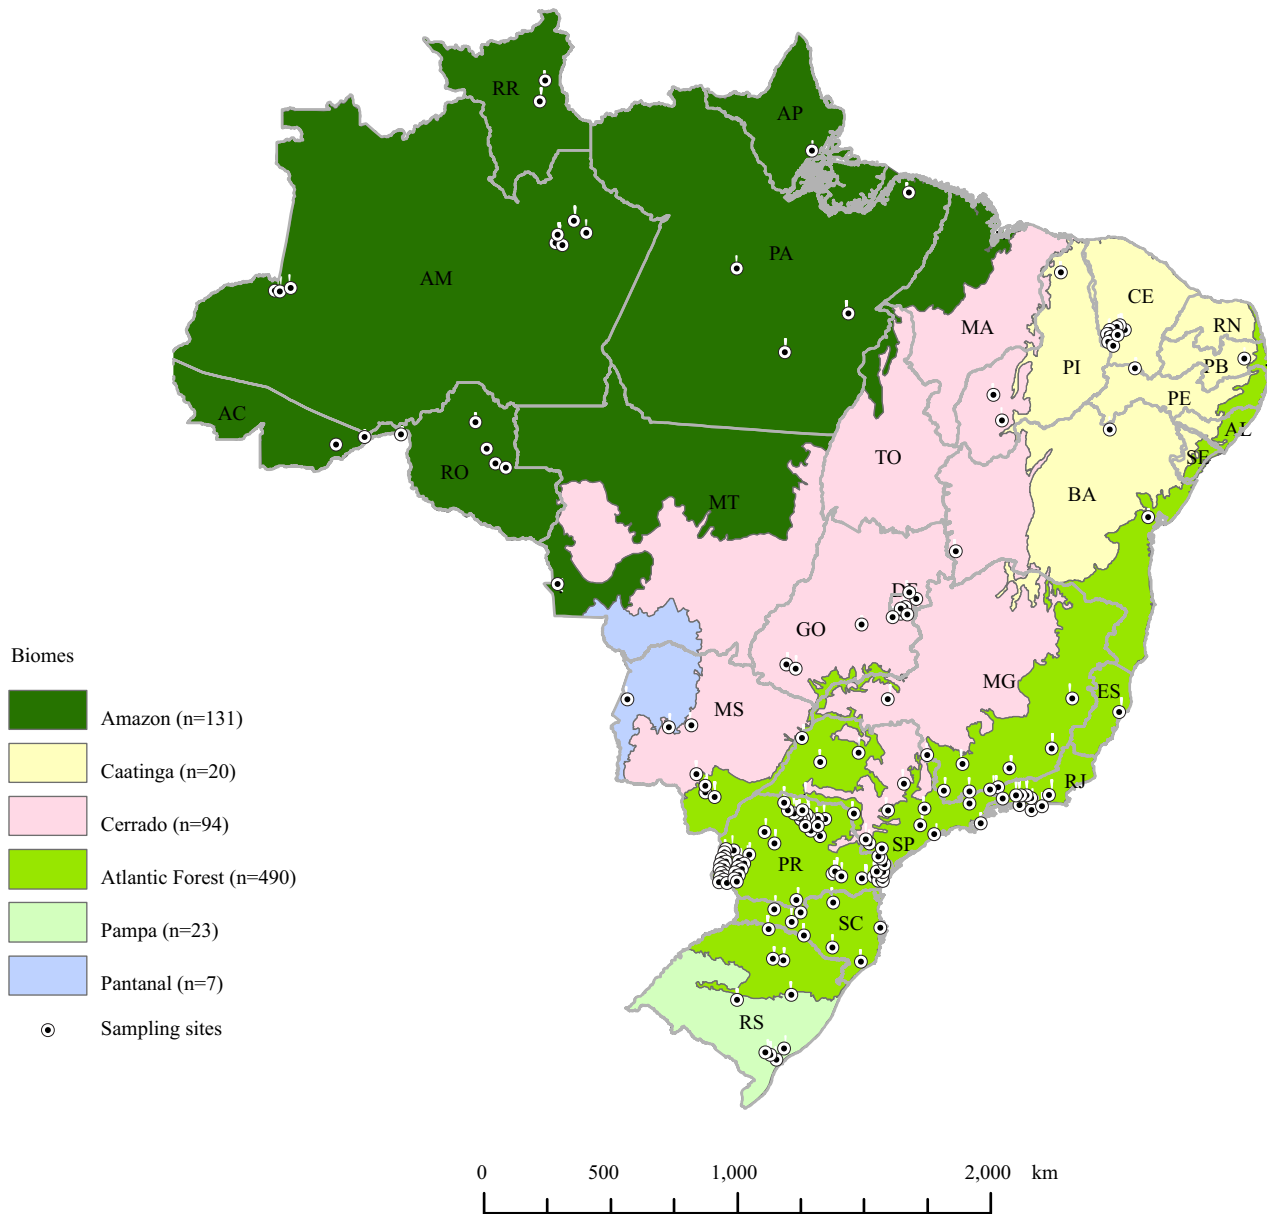 RR
AP
AM
PA
CE
RN
MA
PB
PI
PE
AC
AL
TO
SE
RO
BA
MT
DF
GO
MG
ES
MS
RJ
SP
PR
SC
RS
Biomes
Amazon (n=131)
Caatinga (n=20)
Cerrado (n=94)
Atlantic Forest (n=490)
Pampa (n=23)
Pantanal (n=7)
Sampling sites
0 500 1,000 2,000 km